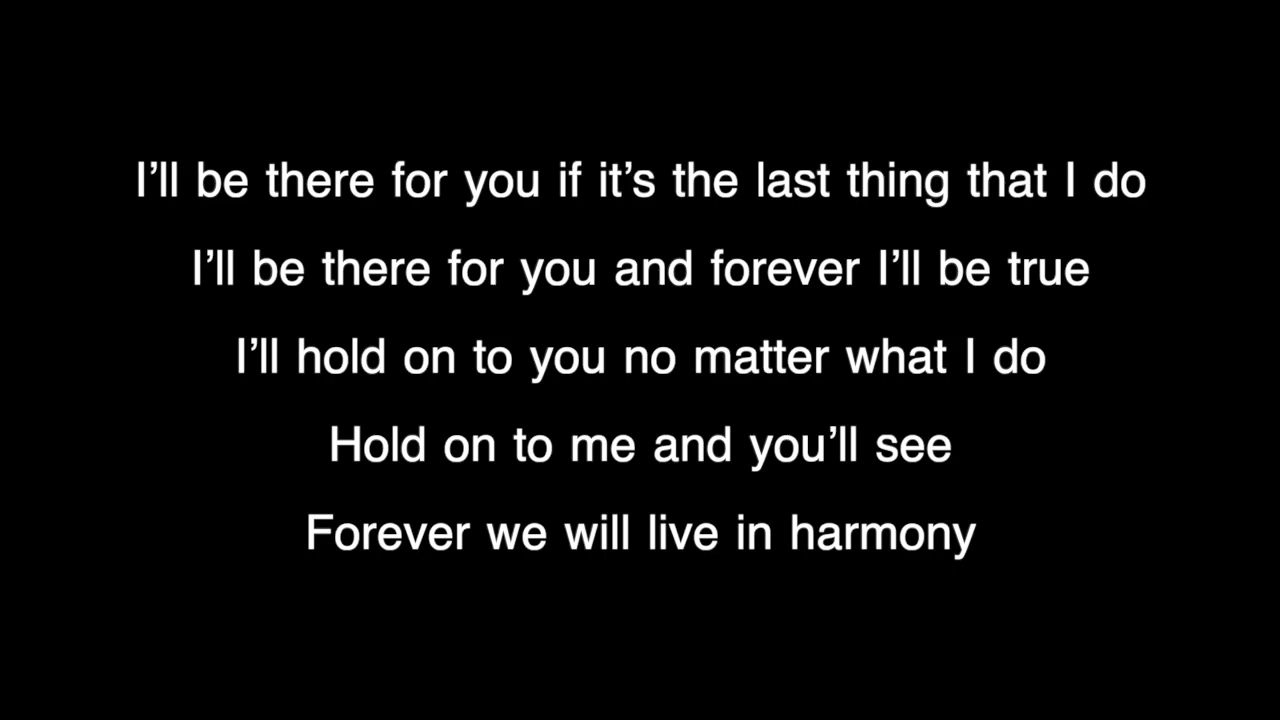 I’ll be there for you if it’s the last thing that I do
I’ll be there for you and forever I’ll be true
I’ll hold on to you no matter what I do
Hold on to me and you’ll see
Forever we will live in harmony